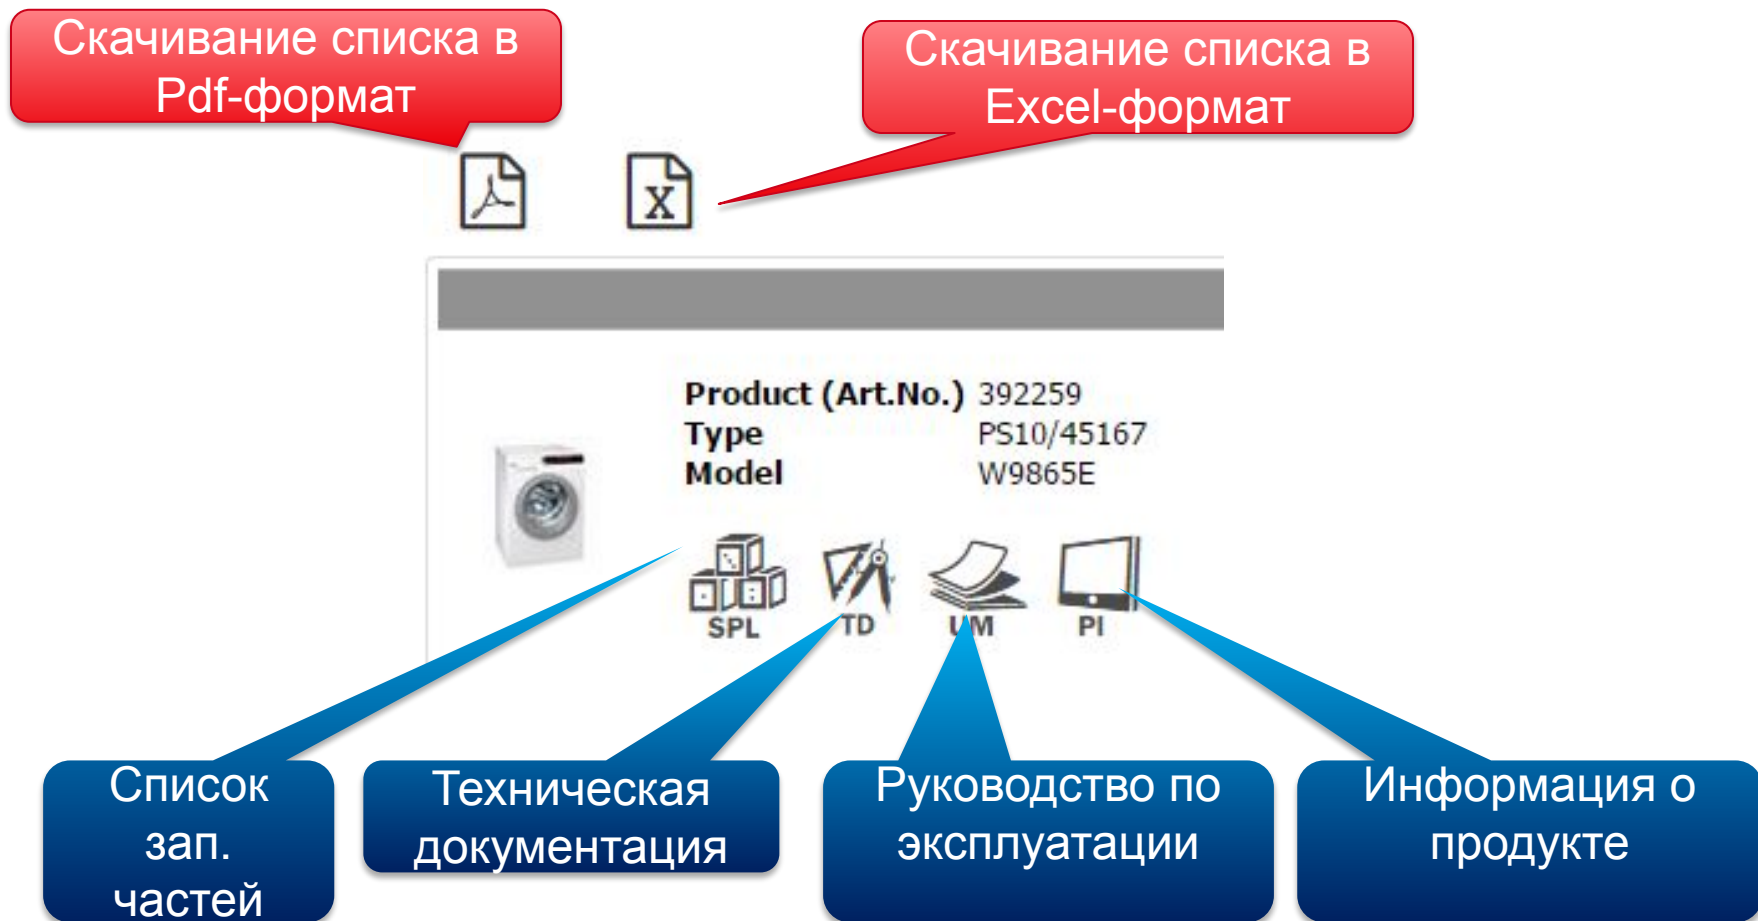 Скачивание списка в
Pdf-формат
Скачивание списка в
Excel-формат
X
Product (Art.No.) 392259
Type PS10/45167
Model W9865E
SPL TD UM PI
Список
зап.
частей
Техническая
документация
Руководство по
эксплуатации
Информация о
продукте